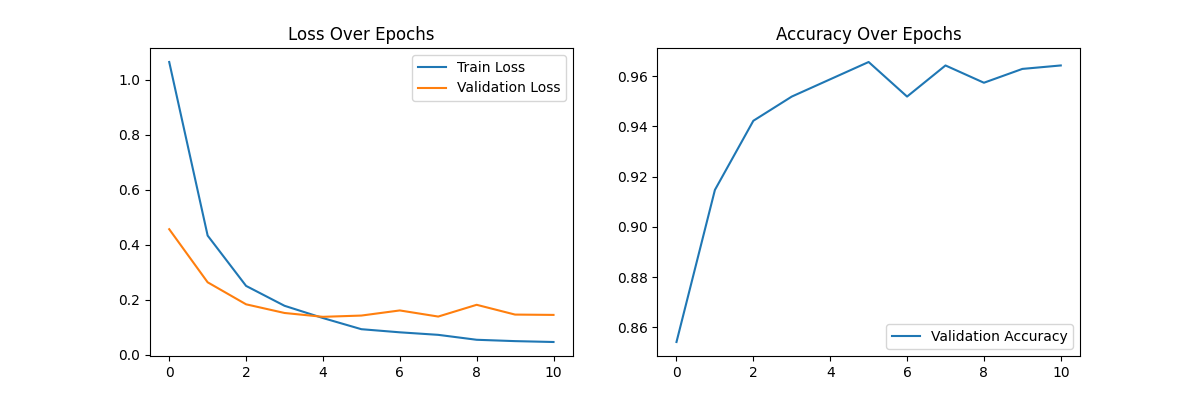 Loss Over Epochs
Train Loss
Validation Loss
1.0
0.8
0.6
0.4
0.2
0.0
0 2 4 6 8 10
Accuracy Over Epochs
0.96
0.94
0.92
0.90
0.88
0.86
Validation Accuracy
0 2 4 6 8 10